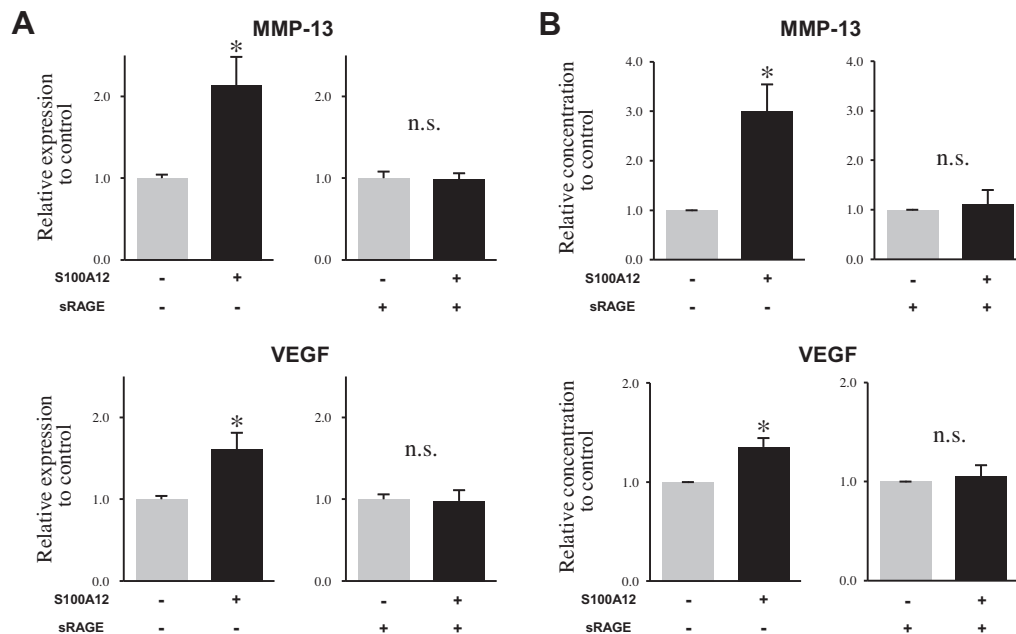 A
MMP-13
Relative expression
to control
2.0
1.0
0.0
*
2.0
1.0
0.0
n.s.
S100A12 - + - +
sRAGE - - + +
VEGF
Relative expression
to control
2.0
1.0
0.0
*
2.0
1.0
0.0
n.s.
S100A12 - + - +
sRAGE - - + +
B
MMP-13
Relative concentration
to control
4.0
3.0
2.0
1.0
0.0
*
4.0
3.0
2.0
1.0
0.0
n.s.
S100A12 - + - +
sRAGE - - + +
VEGF
Relative concentration
to control
2.0
1.0
0.0
*
2.0
1.0
0.0
n.s.
S100A12 - + - +
sRAGE - - + +